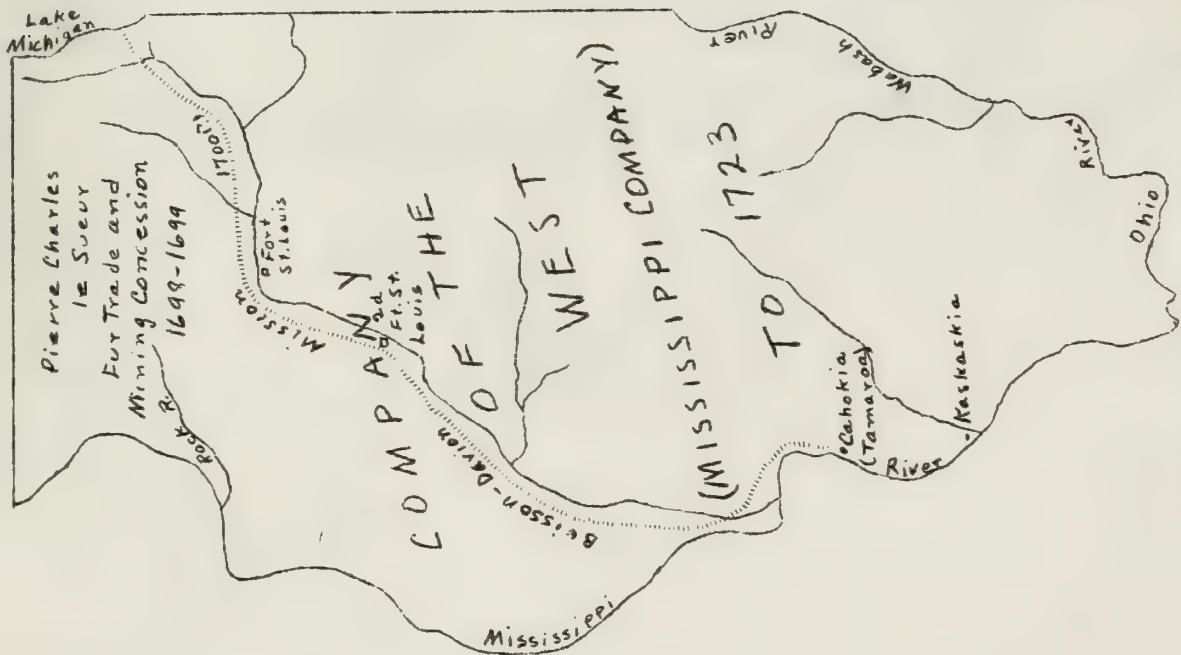 Lake
Michigan
Pierre Charles
le Sueur
Fur Trade and
Mining Concession
1698-1699
1700(?)
Fort
St. Louis
Rock R.
Mission
2d
Ft. St.
Louis
COMPANY
OF THE
WEST
(MISSISSIPPI COMPANY)
TO 1723
Buisson-Davion
River
Wabash
River
Ohio
Cahokia
(Tamaroa)
Kaskaskia
River
Mississippi